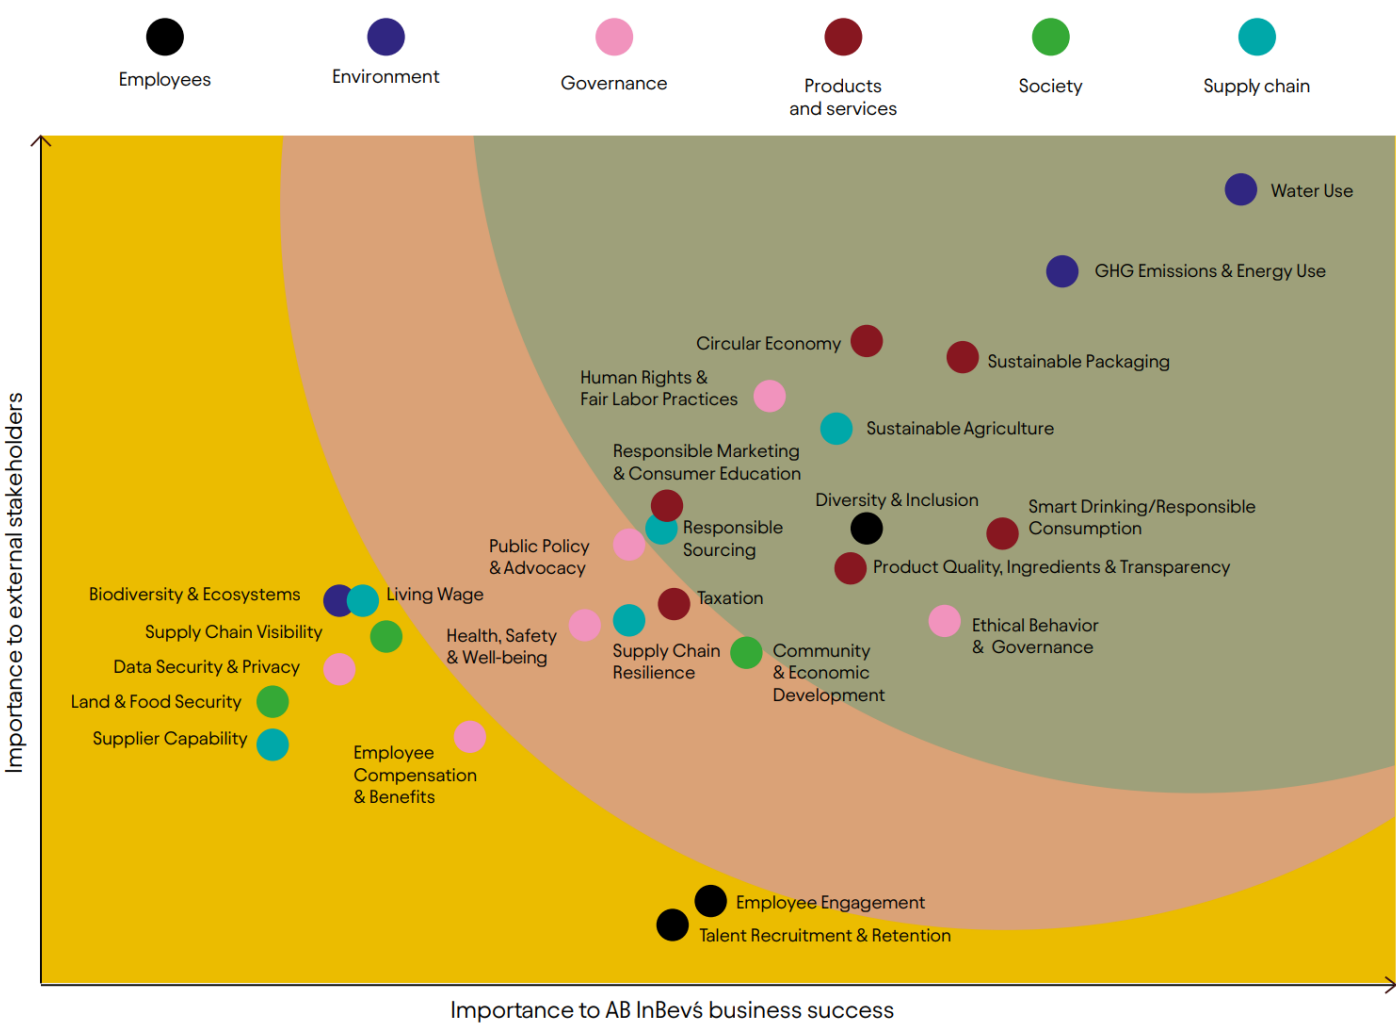 Employees
Environment
Governance
Products
and services
Society
Supply chain
Importance to external stakeholders
Water Use
GHG Emissions & Energy Use
Circular Economy
Sustainable Packaging
Human Rights &
Fair Labor Practices
Sustainable Agriculture
Responsible Marketing
& Consumer Education
Diversity & Inclusion
Smart Drinking/Responsible
Consumption
Responsible
Sourcing
Public Policy
& Advocacy
Product Quality, Ingredients & Transparency
Biodiversity & Ecosystems
Living Wage
Taxation
Supply Chain Visibility
Health, Safety
& Well-being
Ethical Behavior
& Governance
Supply Chain
Resilience
Community
& Economic
Development
Data Security & Privacy
Land & Food Security
Supplier Capability
Employee
Compensation
& Benefits
Employee Engagement
Talent Recruitment & Retention
Importance to AB InBev´s business success